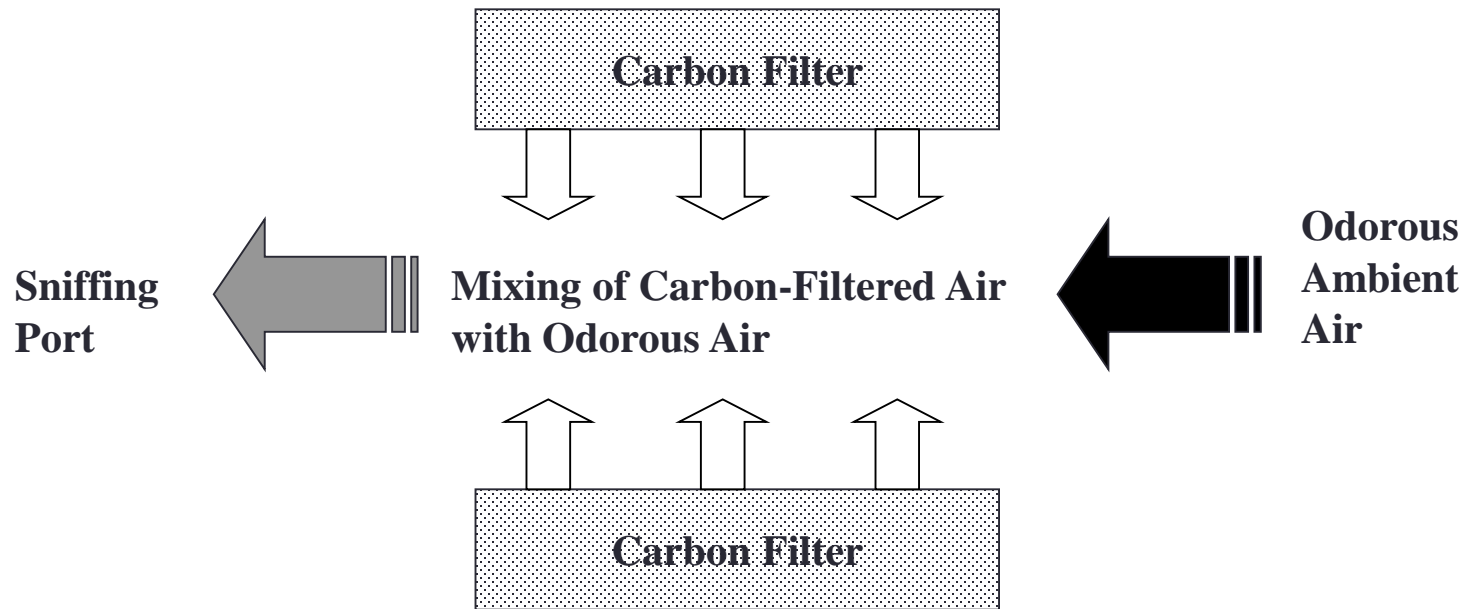 Carbon Filter
Sniffing
Port
Mixing of Carbon-Filtered Air
with Odorous Air
Odorous
Ambient
Air
Carbon Filter